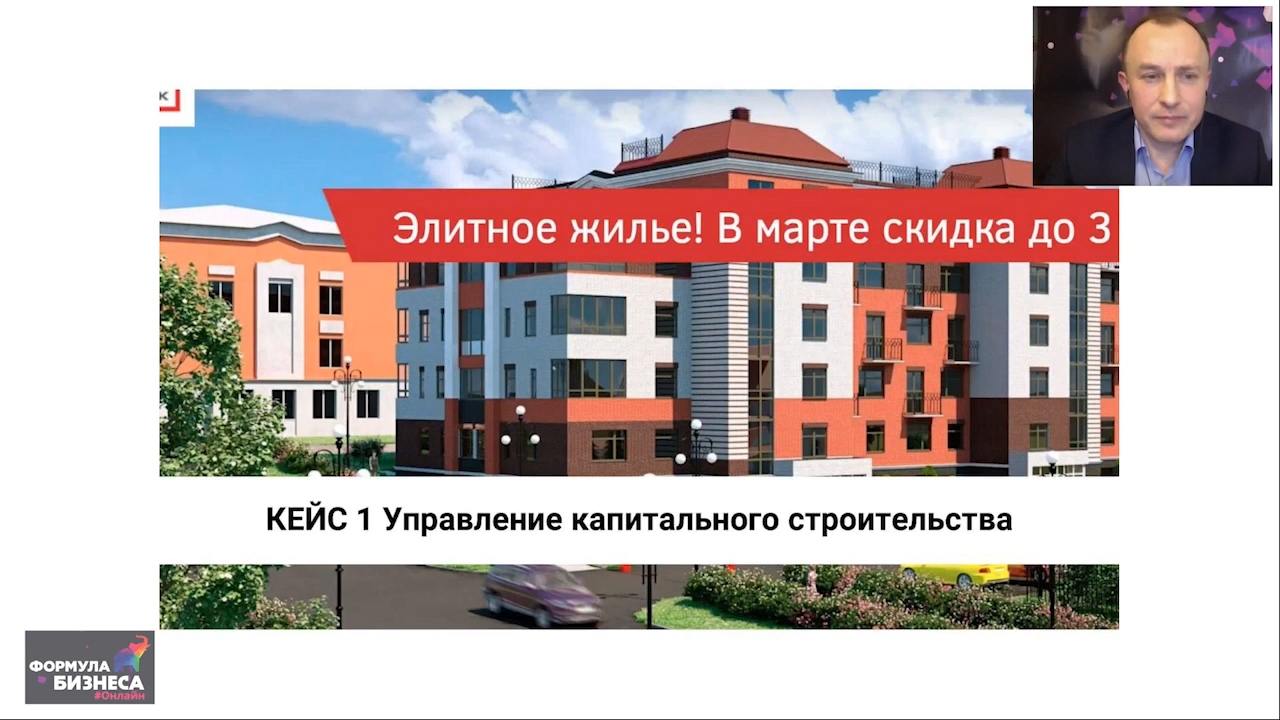 К
Элитное жилье! В марте скидка до 3
КЕЙС 1 Управление капитального строительства
ФОРМУЛА
БИЗНЕСА
#Онлайн